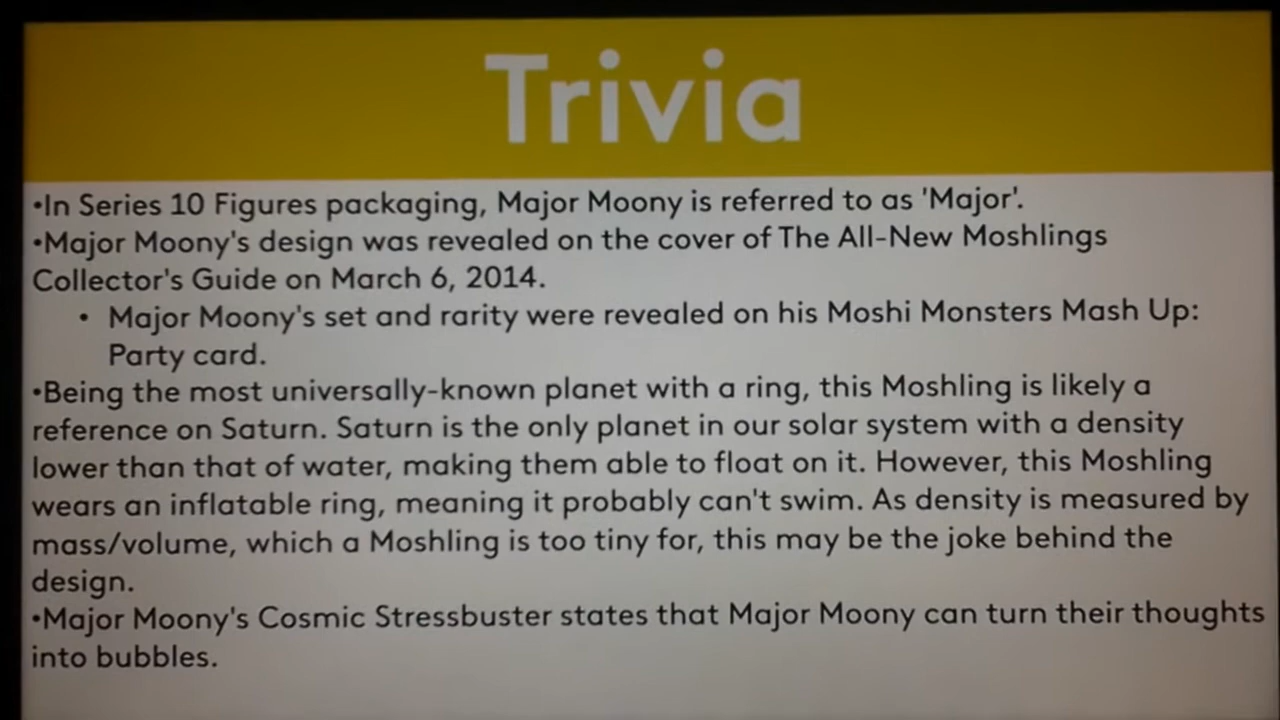 Trivia
•In Series 10 Figures packaging, Major Moony is referred to as 'Major'.
•Major Moony's design was revealed on the cover of The All-New Moshlings
Collector's Guide on March 6, 2014.
• Major Moony's set and rarity were revealed on his Moshi Monsters Mash Up:
Party card.
•Being the most universally-known planet with a ring, this Moshling is likely a
reference on Saturn. Saturn is the only planet in our solar system with a density
lower than that of water, making them able to float on it. However, this Moshling
wears an inflatable ring, meaning it probably can't swim. As density is measured by
mass/volume, which a Moshling is too tiny for, this may be the joke behind the
design.
•Major Moony's Cosmic Stressbuster states that Major Moony can turn their thoughts
into bubbles.